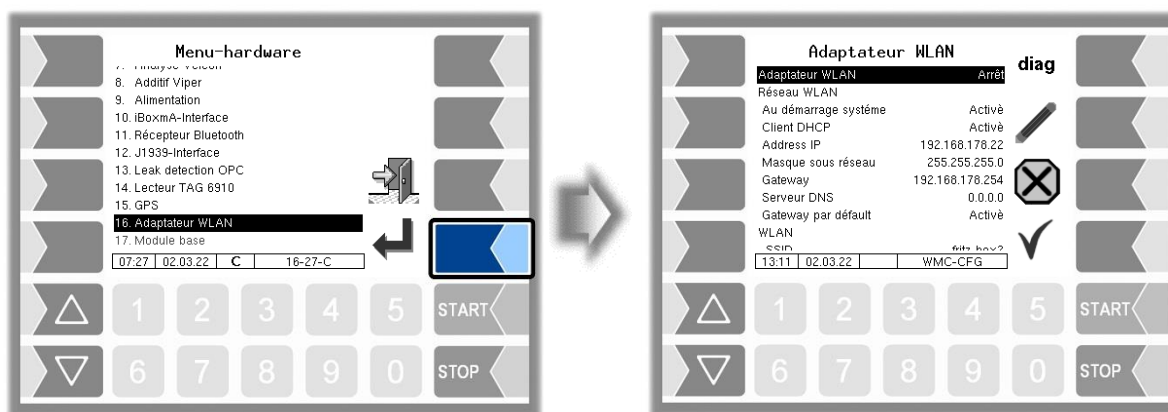 Menu-hardware
8. Additif Viper
9. Alimentation
10. iBoxmA-Interface
11. Récepteur Bluetooth
12. J1939-Interface
13. Leak detection OPC
14. Lecteur TAG 6910
15. GPS
16. Adaptateur WLAN
17. Module base
07:27 02.03.22 C 16-27-C
1 2 3 4 5 START
6 7 8 9 0 STOP
Adaptateur WLAN
diag
Adaptateur WLAN Arrêt
Réseau WLAN
Au démarrage systéme Activè
Client DHCP Activè
Address IP 192.168.178.22
Masque sous réseau 255.255.255.0
Gateway 192.168.178.254
Serveur DNS 0.0.0.0
Gateway par défault Activè
WLAN
SSID
13:11 02.03.22 WMC-CFG
1 2 3 4 5 START
6 7 8 9 0 STOP